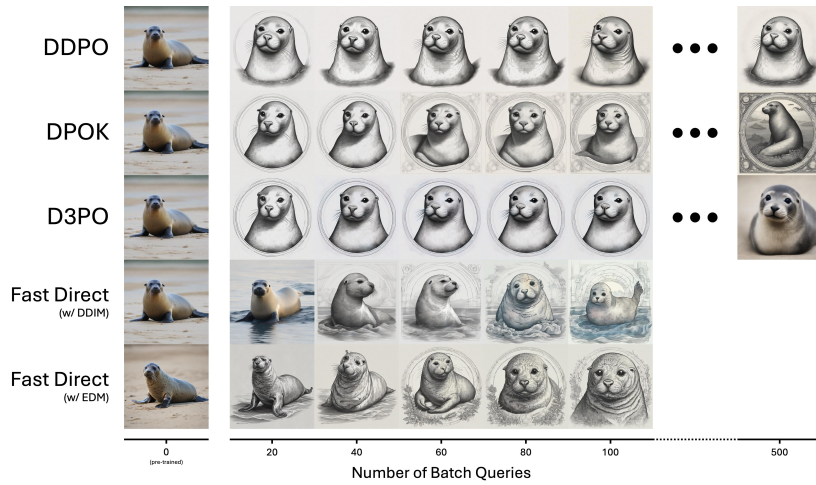 DDPO
DPOK
D3PO
Fast Direct
(w/ DDIM)
Fast Direct
(w/ EDM)
0
(pre-trained)
20
40
60
80
100
500
Number of Batch Queries